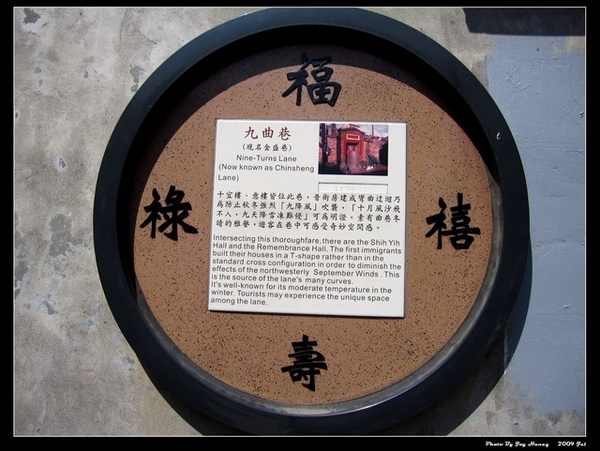 福
祿
禧
壽
九曲巷
(現名金盛巷)
Nine-Turns Lane
(Now known as Chinsheng
Lane)
十宜樓、意樓皆位此巷，昔街房建成彎曲迂迴乃
為防止秋冬強烈「九降風」吹襲，「十月風沙飛
不入，九天降雪凍難侵」可為明證。素有曲巷冬
晴的雅譽，遊客在巷中可感受奇妙空間感。
Intersecting this thoroughfare, there are the Shih Yih
Hall and the Remembrance Hall. The first immigrants
built their houses in a T-shape rather than in the
standard cross configuration in order to diminish the
effects of the northwesterly September Winds . This
is the source of the lane's many curves.
It's well-known for its moderate temperature in the
winter. Tourists may experience the unique space
among the lane.
Photo By Jay Huang 2009 Jul